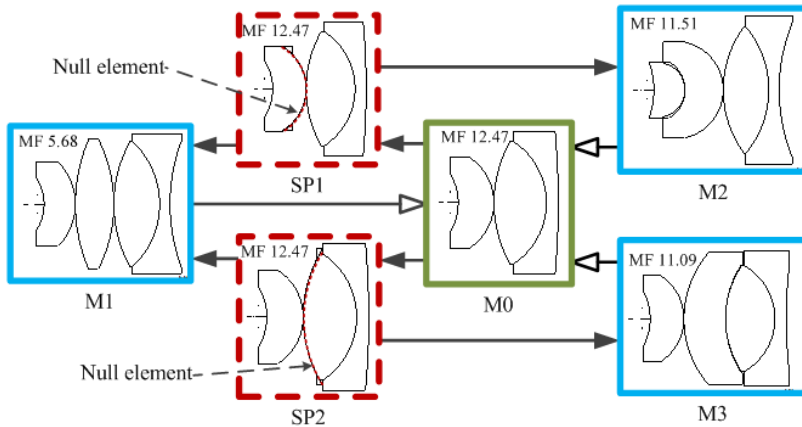 MF 12.47
Null element
SP1
MF 11.51
M2
MF 5.68
M1
MF 12.47
M0
MF 12.47
Null element
SP2
MF 11.09
M3